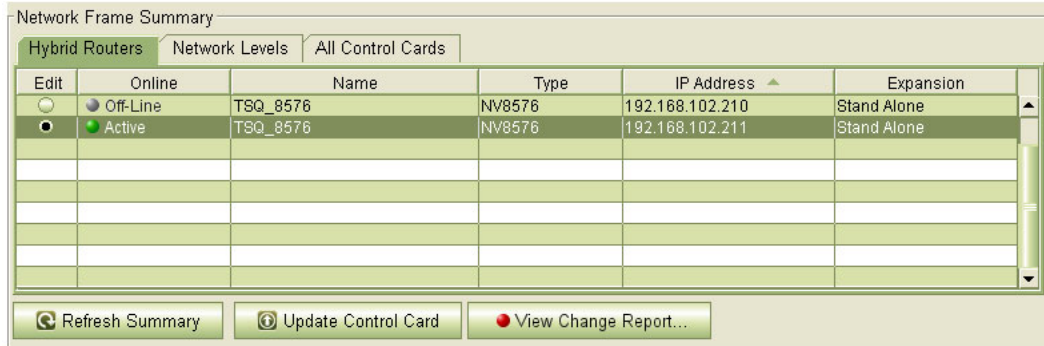 Network Frame Summary
Hybrid Routers Network Levels All Control Cards
Edit Online Name Type IP Address Expansion
Off-Line TSQ_8576 NV8576 192.168.102.210 Stand Alone
Active TSQ_8576 NV8576 192.168.102.211 Stand Alone
Refresh Summary Update Control Card View Change Report...